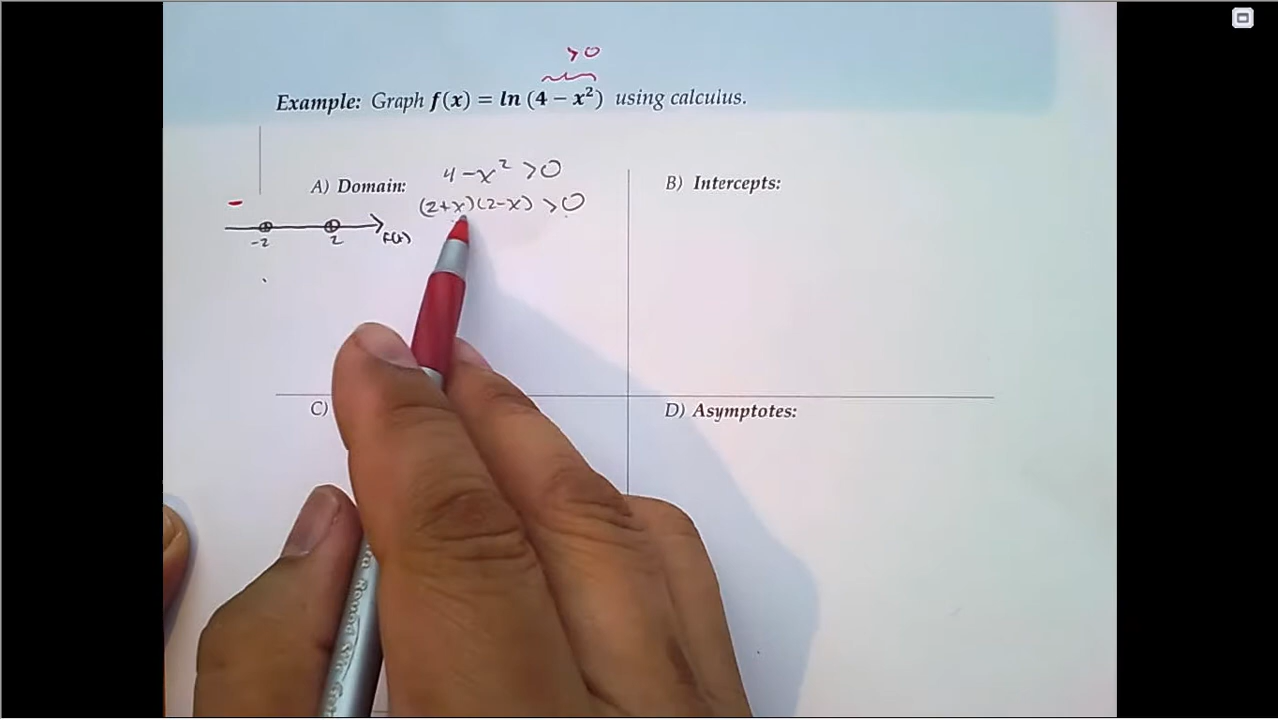 >0
Example: Graph f(x) = ln (4 − x²) using calculus.
A) Domain:
4-x² >0
(2+x)(2-x) >0
B) Intercepts:
-
-2 2 f(x)
C)
D) Asymptotes: